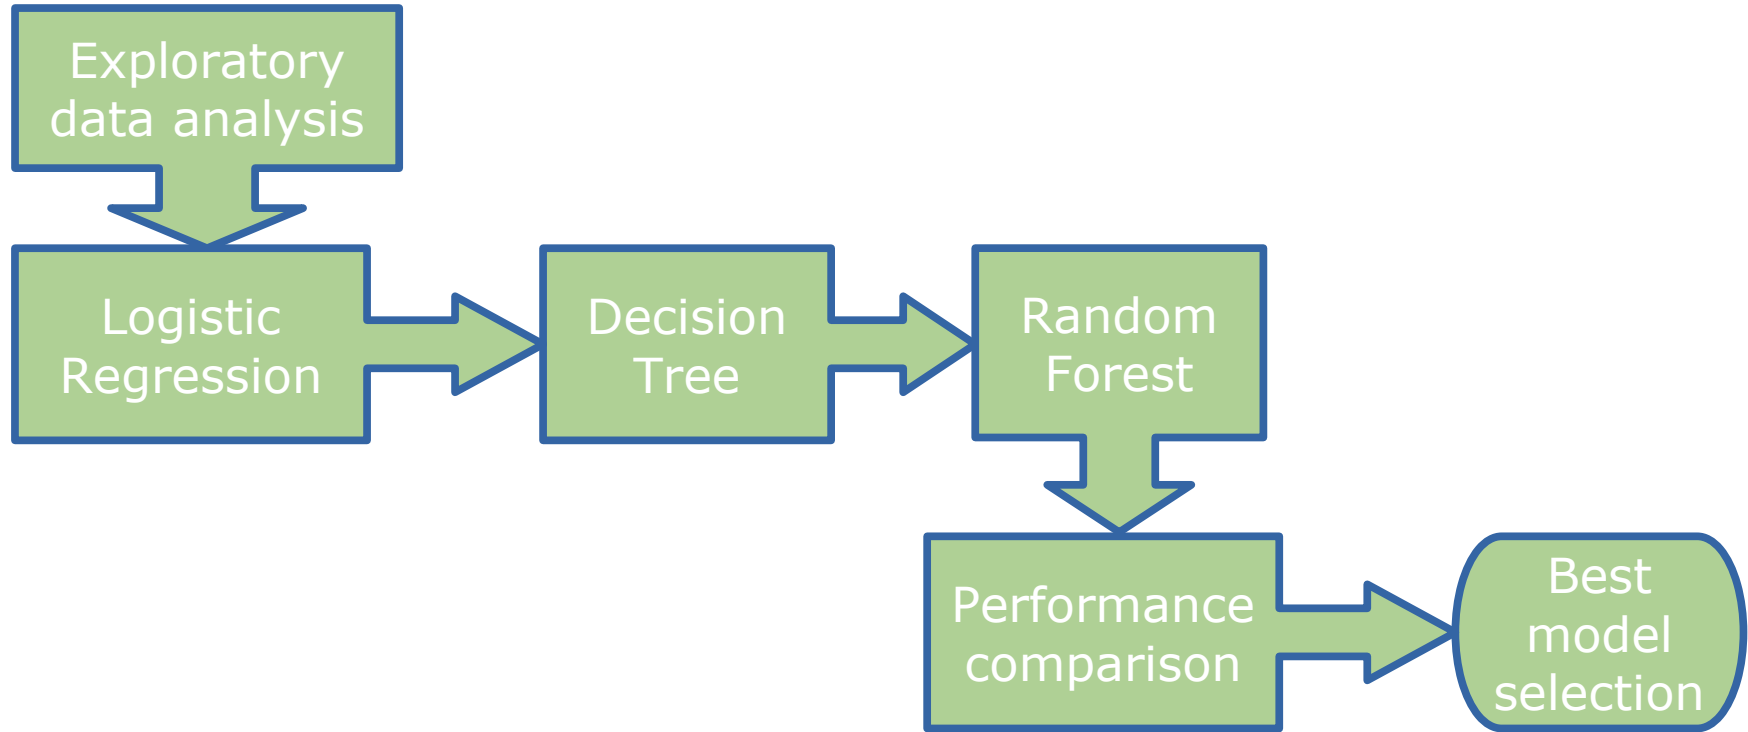 Exploratory
data analysis
Logistic
Regression
Decision
Tree
Random
Forest
Performance
comparison
Best
model
selection